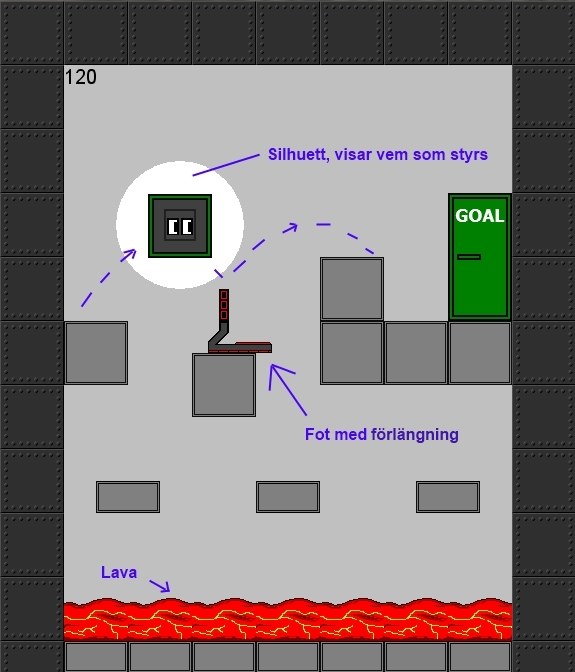 120
Silhuett, visar vem som styrs
GOAL
Fot med förlängning
Lava